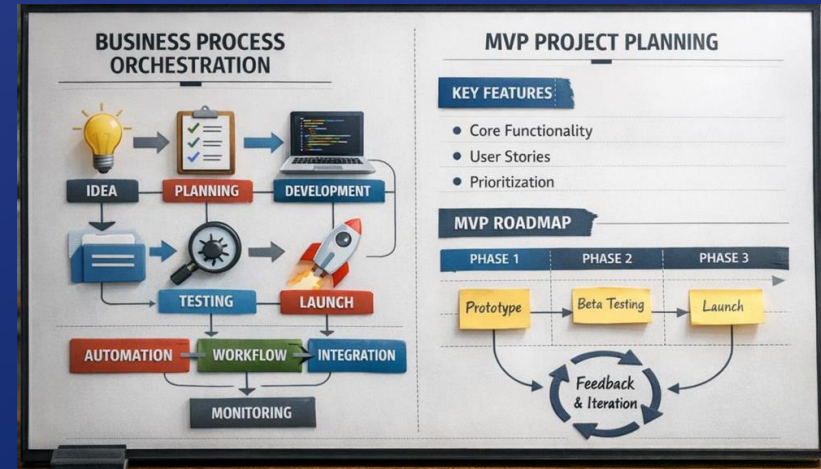 BUSINESS PROCESS
ORCHESTRATION
IDEA
PLANNING
DEVELOPMENT
TESTING
LAUNCH
AUTOMATION
WORKFLOW
INTEGRATION
MONITORING
MVP PROJECT PLANNING
KEY FEATURES
• Core Functionality
• User Stories
• Prioritization
MVP ROADMAP
PHASE 1
PHASE 2
PHASE 3
Prototype
Beta Testing
Launch
Feedback
& Iteration